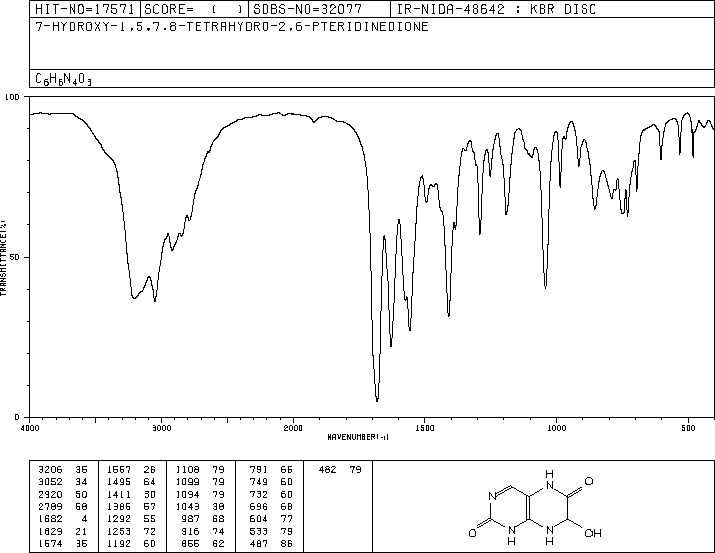 HIT-NO=17571 SCORE= ( ) SDBS-NO=32077 IR-NIDA-48642 : KBR DISC
7-HYDROXY-1,5,7,8-TETRAHYDRO-2,6-PTERIDINEDIONE
C6H6N4O3
100
TRANSMITTANCE(%)
50
0
4000 3000 2000 1500 1000 500
WAVENUMBER(-1)
3206 35 1557 26 1108 79 791 66 482 79
3052 34 1495 64 1099 79 749 60
2920 50 1411 30 1094 79 732 60
2789 60 1386 57 1043 38 696 68
1682 4 1292 55 987 68 604 77
1629 21 1253 72 916 74 533 79
1574 35 1192 60 855 62 487 86
H
N O
N
O N N OH
H H